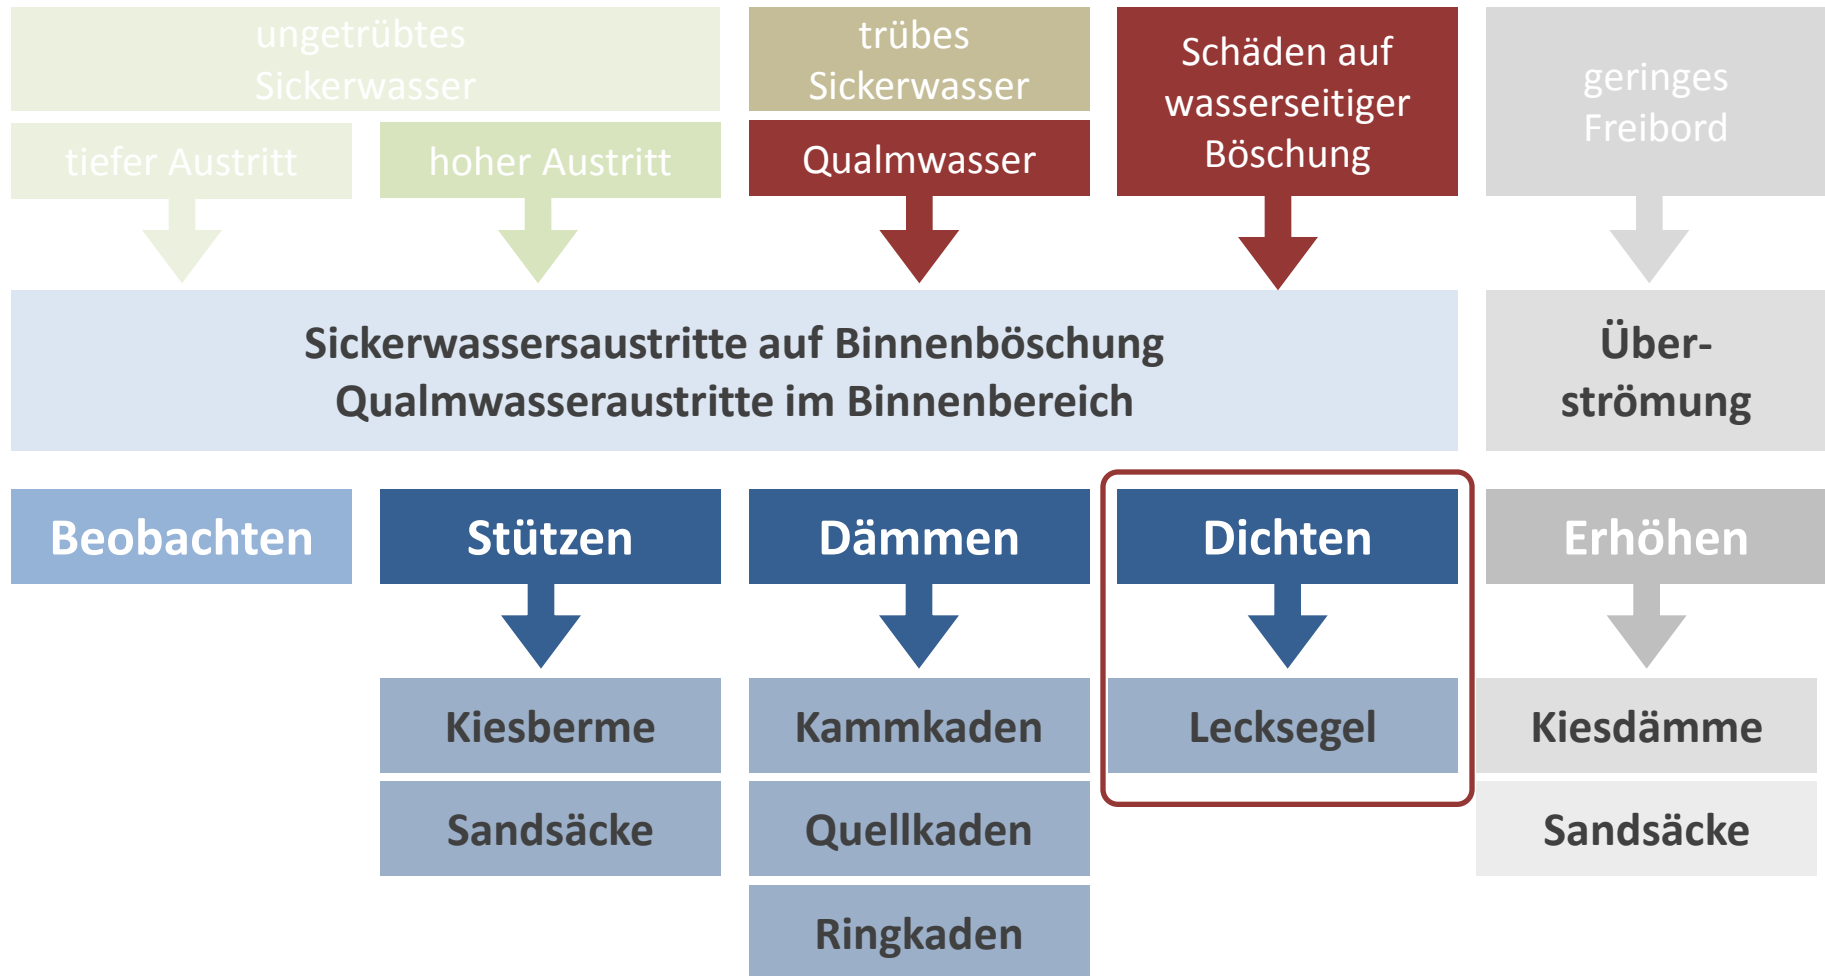 ungetrübtes
Sickerwasser
tiefer Austritt
hoher Austritt
trübes
Sickerwasser
Qualmwasser
Schäden auf
wasserseitiger
Böschung
geringes
Freibord
Sickerwassersaustritte auf Binnenböschung
Qualmwasseraustritte im Binnenbereich
Über-
strömung
Beobachten
Stützen
Dämmen
Dichten
Erhöhen
Kiesberme
Kammkaden
Lecksegel
Kiesdämme
Sandsäcke
Quellkaden
Sandsäcke
Ringkaden